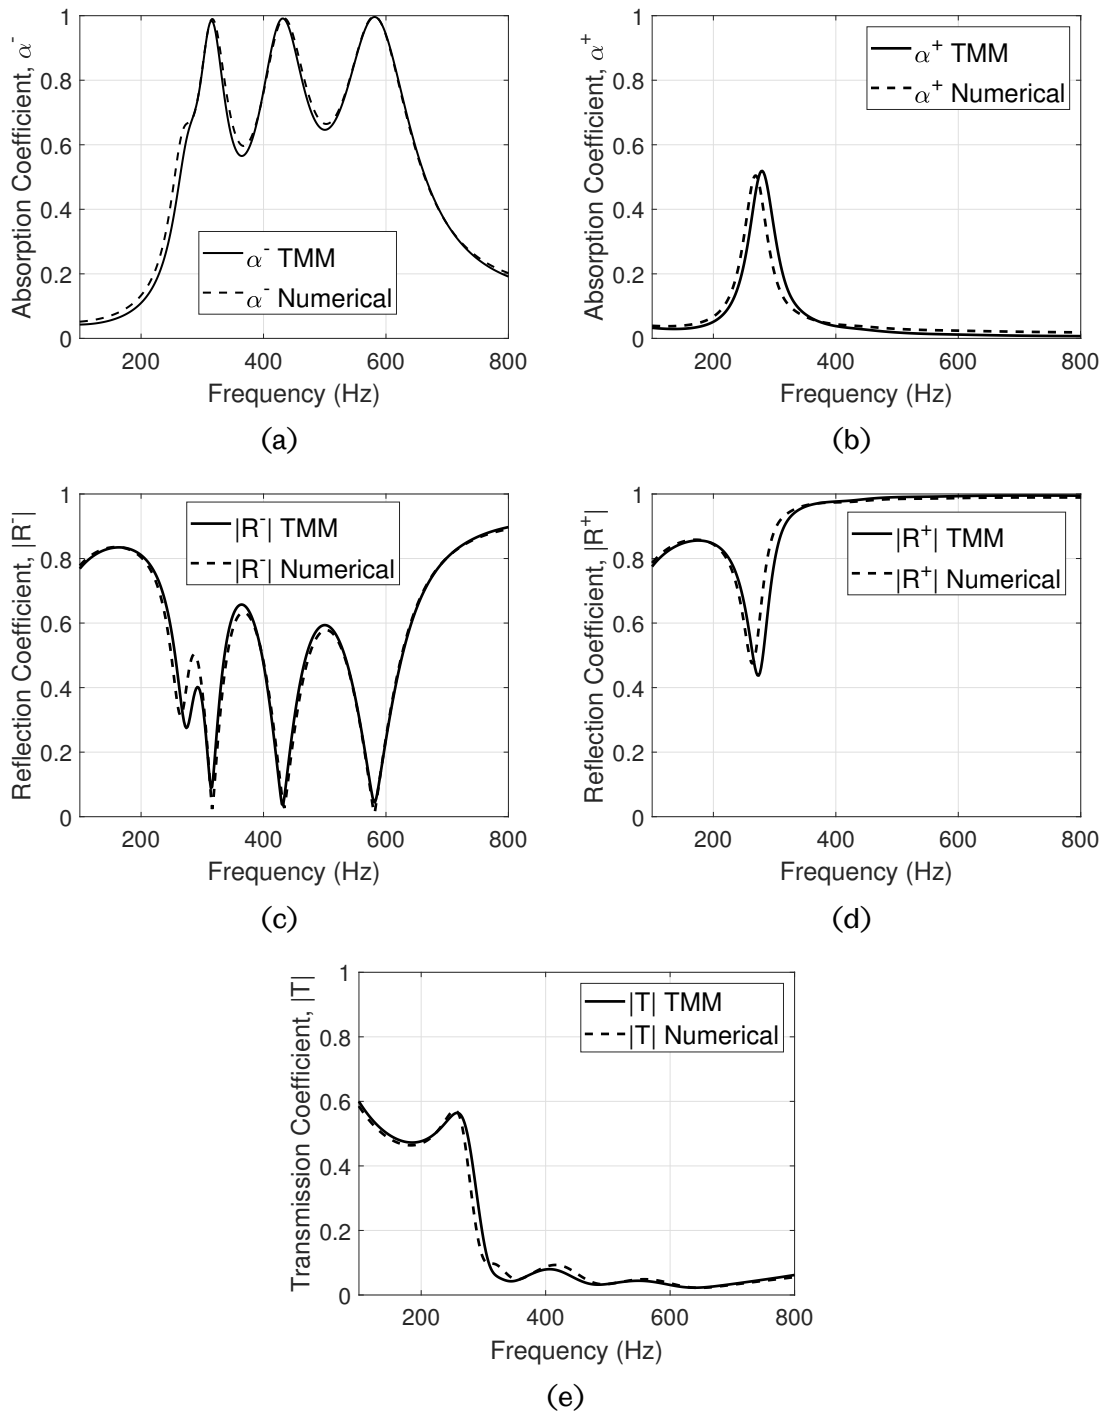 1
0.8
0.6
0.4
0.2
0
Absorption Coefficient, α⁻
α⁻ TMM
α⁻ Numerical
200 400 600 800
Frequency (Hz)
(a)
1
0.8
0.6
0.4
0.2
0
Absorption Coefficient, α⁺
α⁺ TMM
α⁺ Numerical
200 400 600 800
Frequency (Hz)
(b)
1
0.8
0.6
0.4
0.2
0
Reflection Coefficient, |R⁻|
|R⁻| TMM
|R⁻| Numerical
200 400 600 800
Frequency (Hz)
(c)
1
0.8
0.6
0.4
0.2
0
Reflection Coefficient, |R⁺|
|R⁺| TMM
|R⁺| Numerical
200 400 600 800
Frequency (Hz)
(d)
1
0.8
0.6
0.4
0.2
0
Transmission Coefficient, |T|
|T| TMM
|T| Numerical
200 400 600 800
Frequency (Hz)
(e)